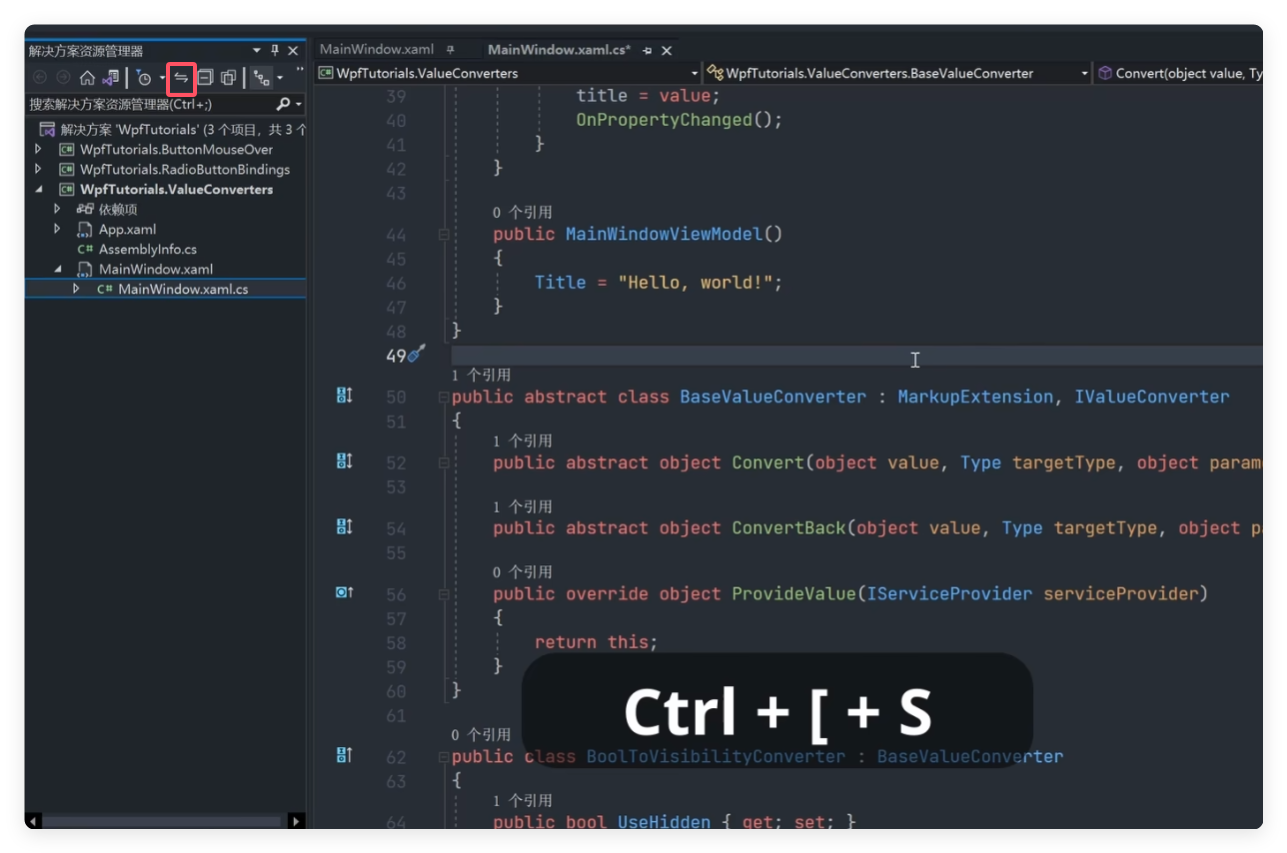 解决方案资源管理器
搜索解决方案资源管理器(Ctrl+;)
解决方案 'WpfTutorials' (3 个项目，共 3 个
WpfTutorials.ButtonMouseOver
WpfTutorials.RadioButtonBindings
WpfTutorials.ValueConverters
依赖项
App.xaml
C# AssemblyInfo.cs
MainWindow.xaml
C# MainWindow.xaml.cs
MainWindow.xaml MainWindow.xaml.cs*
WpfTutorials.ValueConverters WpfTutorials.ValueConverters.BaseValueConverter Convert(object value, Ty
39 title = value;
40 OnPropertyChanged();
41 }
42 }
43
0 个引用
44 public MainWindowViewModel()
45 {
46 Title = "Hello, world!";
47 }
48 }
49
1 个引用
50 public abstract class BaseValueConverter : MarkupExtension, IValueConverter
51 {
1 个引用
52 public abstract object Convert(object value, Type targetType, object param
53
1 个引用
54 public abstract object ConvertBack(object value, Type targetType, object p
55
0 个引用
56 public override object ProvideValue(IServiceProvider serviceProvider)
57 {
58 return this;
59 }
60 }
61
Ctrl + [ + S
0 个引用
62 public class BoolToVisibilityConverter : BaseValueConverter
63 {
1 个引用
64 public bool UseHidden { get; set; }